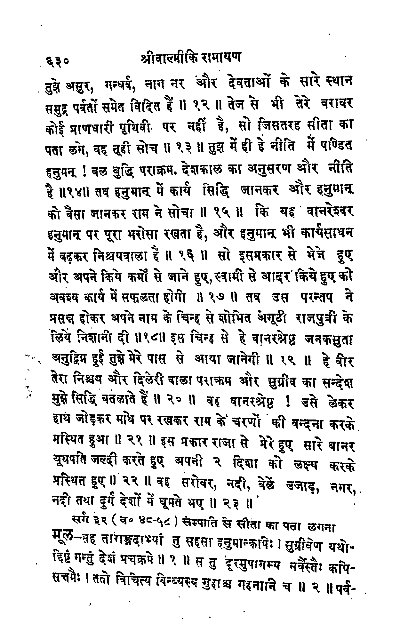 ६३० श्रीवाल्मीकि रामायण
तुझे असुर, गन्धर्व, नाग नर और देवताओं के सारे स्थान
समुद्र पर्वतों समेत विदित हैं ॥ १२ ॥ तेज से भी तेरे बराबर
कोई प्राणधारी पृथिवी पर नहीं है, सो जिसतरह सीता का
पता लगे, वह तूही सोच ॥ १३ ॥ तुझ में ही हे नीति में पण्डित
हनुमन् ! बल बुद्धि पराक्रम. देशकाल का अनुसरण और नीति
है ॥१४॥ तब हनुमान् में कार्य सिद्धि जानकर और हनुमान्
को वैसा जानकर राम ने सोचा ॥ १५ ॥ कि यह वानरेश्वर
हनुमान् पर पूरा भरोसा रखता है, और हनुमान् भी कार्यसाधन
में बढ़कर निश्चयवाला है ॥ १६ ॥ सो इसप्रकार से भेजे हुए
और अपने किये कर्मों से जाने हुए, स्वामी से आदर किये हुए की
अवश्य कार्य में सफलता होगी ॥ १७ ॥ तब उस परन्तप ने
प्रसन्न होकर अपने नाम के चिन्ह से शोभित अंगूठी राजपुत्री के
लिये निशानी दी ॥१८॥ इस चिन्ह से हे वानरश्रेष्ठ जनकसुता
अनुद्विग्न हुई तुझे मेरे पास से आया जानेगी ॥ १९ ॥ हे वीर
तेरा निश्चय और दिलेरी वाला पराक्रम और सुग्रीव का सन्देश
मुझे सिद्धि बतलाते हैं ॥ २० ॥ वह वानरश्रेष्ठ ! उसे लेकर
हाथ जोड़कर माथे पर रखकर राम के चरणों की वन्दना करके
प्रस्थित हुआ ॥ २१ ॥ इस प्रकार राजा से प्रेरे हुए सारे वानर
यूथपति जल्दी करते हुए अपनी २ दिशा को लक्ष्य करके
प्रस्थित हुए ॥ २२ ॥ वह सरोवर, नदी, बेलें उजाड़, नगर,
नदी तथा दुर्ग देशों में घूमते भए ॥ २३ ॥
सर्ग ३२ (व० ४८-५८) संम्पाति से सीता का पता लगना
मूल—सह ताराङ्गदाभ्यां तु सहसा हनुमान्कपिः। सुग्रीवेण यथो-
द्दिष्टं गन्तुं देशं प्रचक्रमे ॥ १ ॥ स तु दूरमुपागम्य सर्वैस्तैः कपि-
सत्तमैः। ततो विचित्य विन्ध्यस्य गुहाश्च गहनानि च ॥ २ ॥ पर्व-